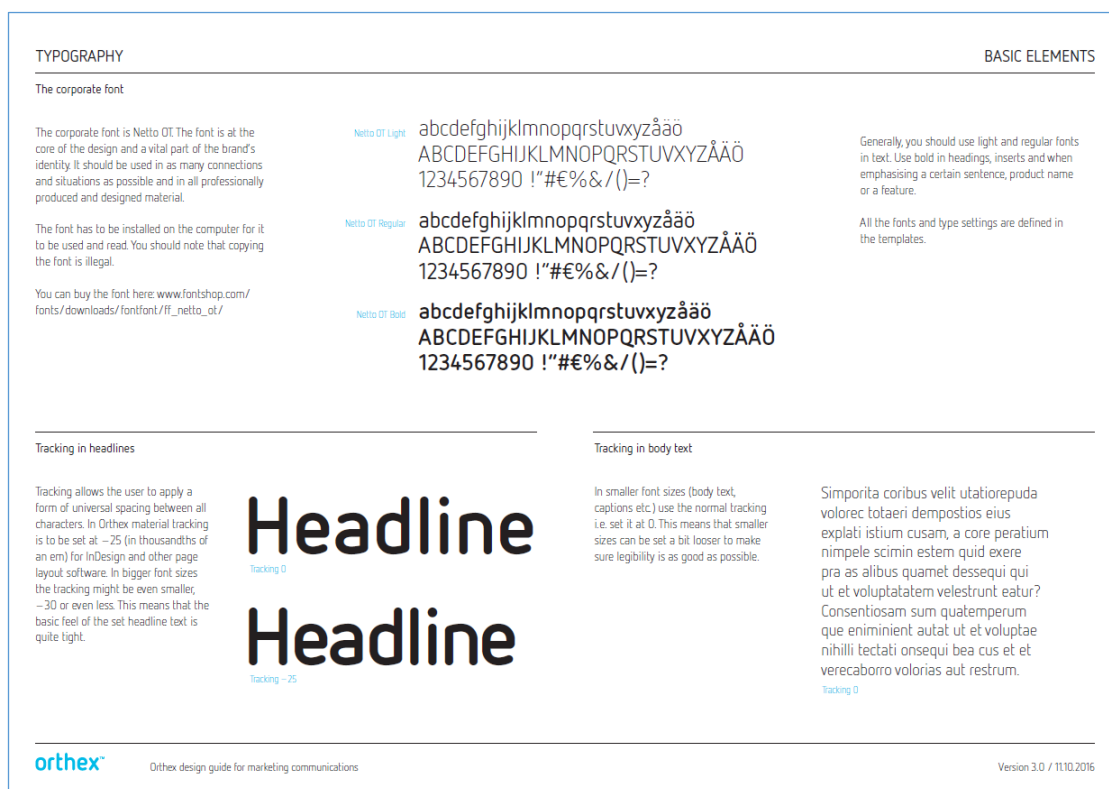 TYPOGRAPHY
BASIC ELEMENTS
The corporate font
The corporate font is Netto OT. The font is at the
core of the design and a vital part of the brand's
identity. It should be used in as many connections
and situations as possible and in all professionally
produced and designed material.
The font has to be installed on the computer for it
to be used and read. You should note that copying
the font is illegal.
You can buy the font here: www.fontshop.com/
fonts/downloads/fontfont/ff_netto_ot/
Netto OT Light
abcdefghijklmnopqrstuvxyzåäö
ABCDEFGHIJKLMNOPQRSTUVXYZÅÄÖ
1234567890 !"#€%&/()=?
Netto OT Regular
abcdefghijklmnopqrstuvxyzåäö
ABCDEFGHIJKLMNOPQRSTUVXYZÅÄÖ
1234567890 !"#€%&/()=?
Netto OT Bold
abcdefghijklmnopqrstuvxyzåäö
ABCDEFGHIJKLMNOPQRSTUVXYZÅÄÖ
1234567890 !"#€%&/()=?
Generally, you should use light and regular fonts
in text. Use bold in headings, inserts and when
emphasising a certain sentence, product name
or a feature.
All the fonts and type settings are defined in
the templates.
Tracking in headlines
Tracking allows the user to apply a
form of universal spacing between all
characters. In Orthex material tracking
is to be set at –25 (in thousandths of
an em) for InDesign and other page
layout software. In bigger font sizes
the tracking might be even smaller,
–30 or even less. This means that the
basic feel of the set headline text is
quite tight.
Headline
Tracking 0
Headline
Tracking –25
Tracking in body text
In smaller font sizes (body text,
captions etc.) use the normal tracking
i.e. set it at 0. This means that smaller
sizes can be set a bit looser to make
sure legibility is as good as possible.
Simporita coribus velit utatiorepuda
volorec totaeri dempostios eius
explati istium cusam, a core peratium
nimpele scimin estem quid exere
pra as alibus quamet dessequi qui
ut et voluptatatem velestrunt eatur?
Consentiosam sum quatemperum
que eniminient autat ut et voluptae
nihilli tectati onsequi bea cus et et
verecaborro volorias aut restrum.
Tracking 0
orthex™
Orthex design guide for marketing communications
Version 3.0 / 11.10.2016